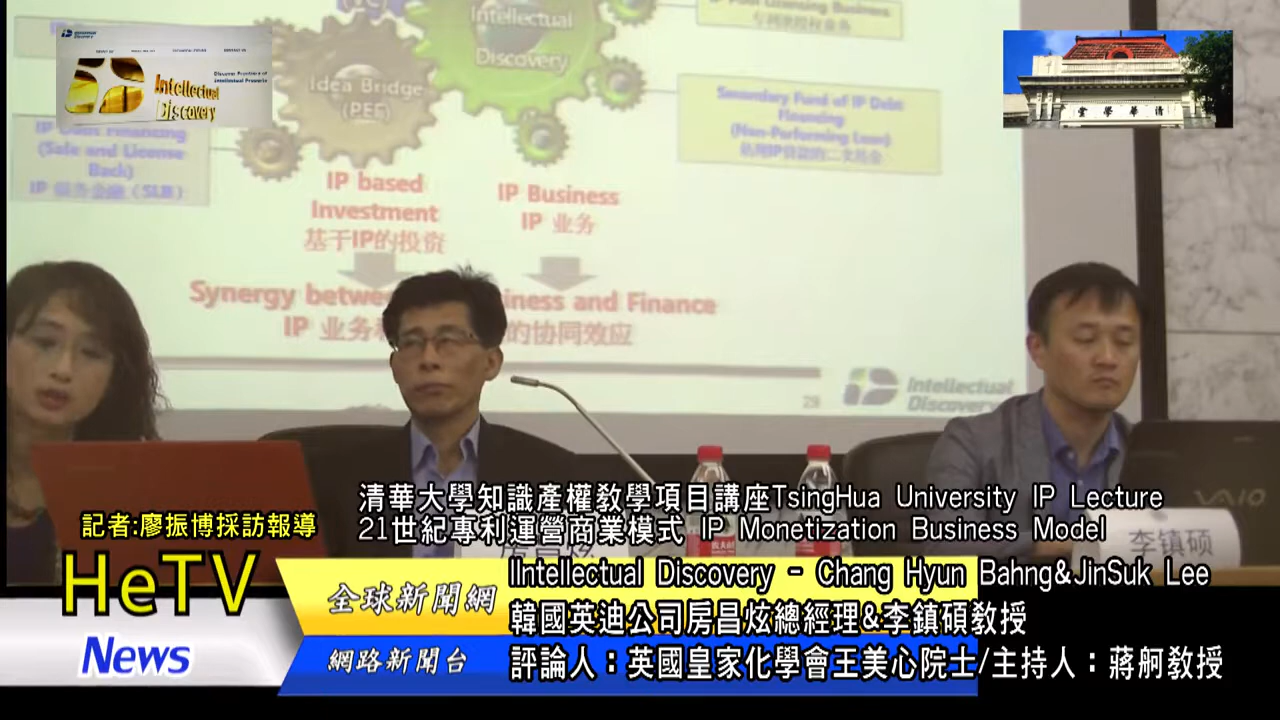 Intellectual
Discovery
Intellectual
Discovery
Idea Bridge
(PEF)
Secondary Fund of IP Debt
Financing
(Non-Performing Loan)
IP Debt Financing
(Sale and License
Back)
IP based
Investment
基于IP的投资
IP Business
IP 业务
清華學堂
Synergy betwe
iness and Finance
IP 业务
的协同效应
28
Intellectual
Discovery
VAIO
李镇硕
清華大學知識產權教學項目講座TsingHua University IP Lecture
21世紀專利運營商業模式 IP Monetization Business Model
記者:廖振博採訪報導
HeTV
News
全球新聞網
網路新聞台
IIntellectual Discovery - Chang Hyun Bahng&JinSuk Lee
韓國英迪公司房昌炫總經理&李鎮碩教授
評論人：英國皇家化學會王美心院士/主持人：蔣舸教授